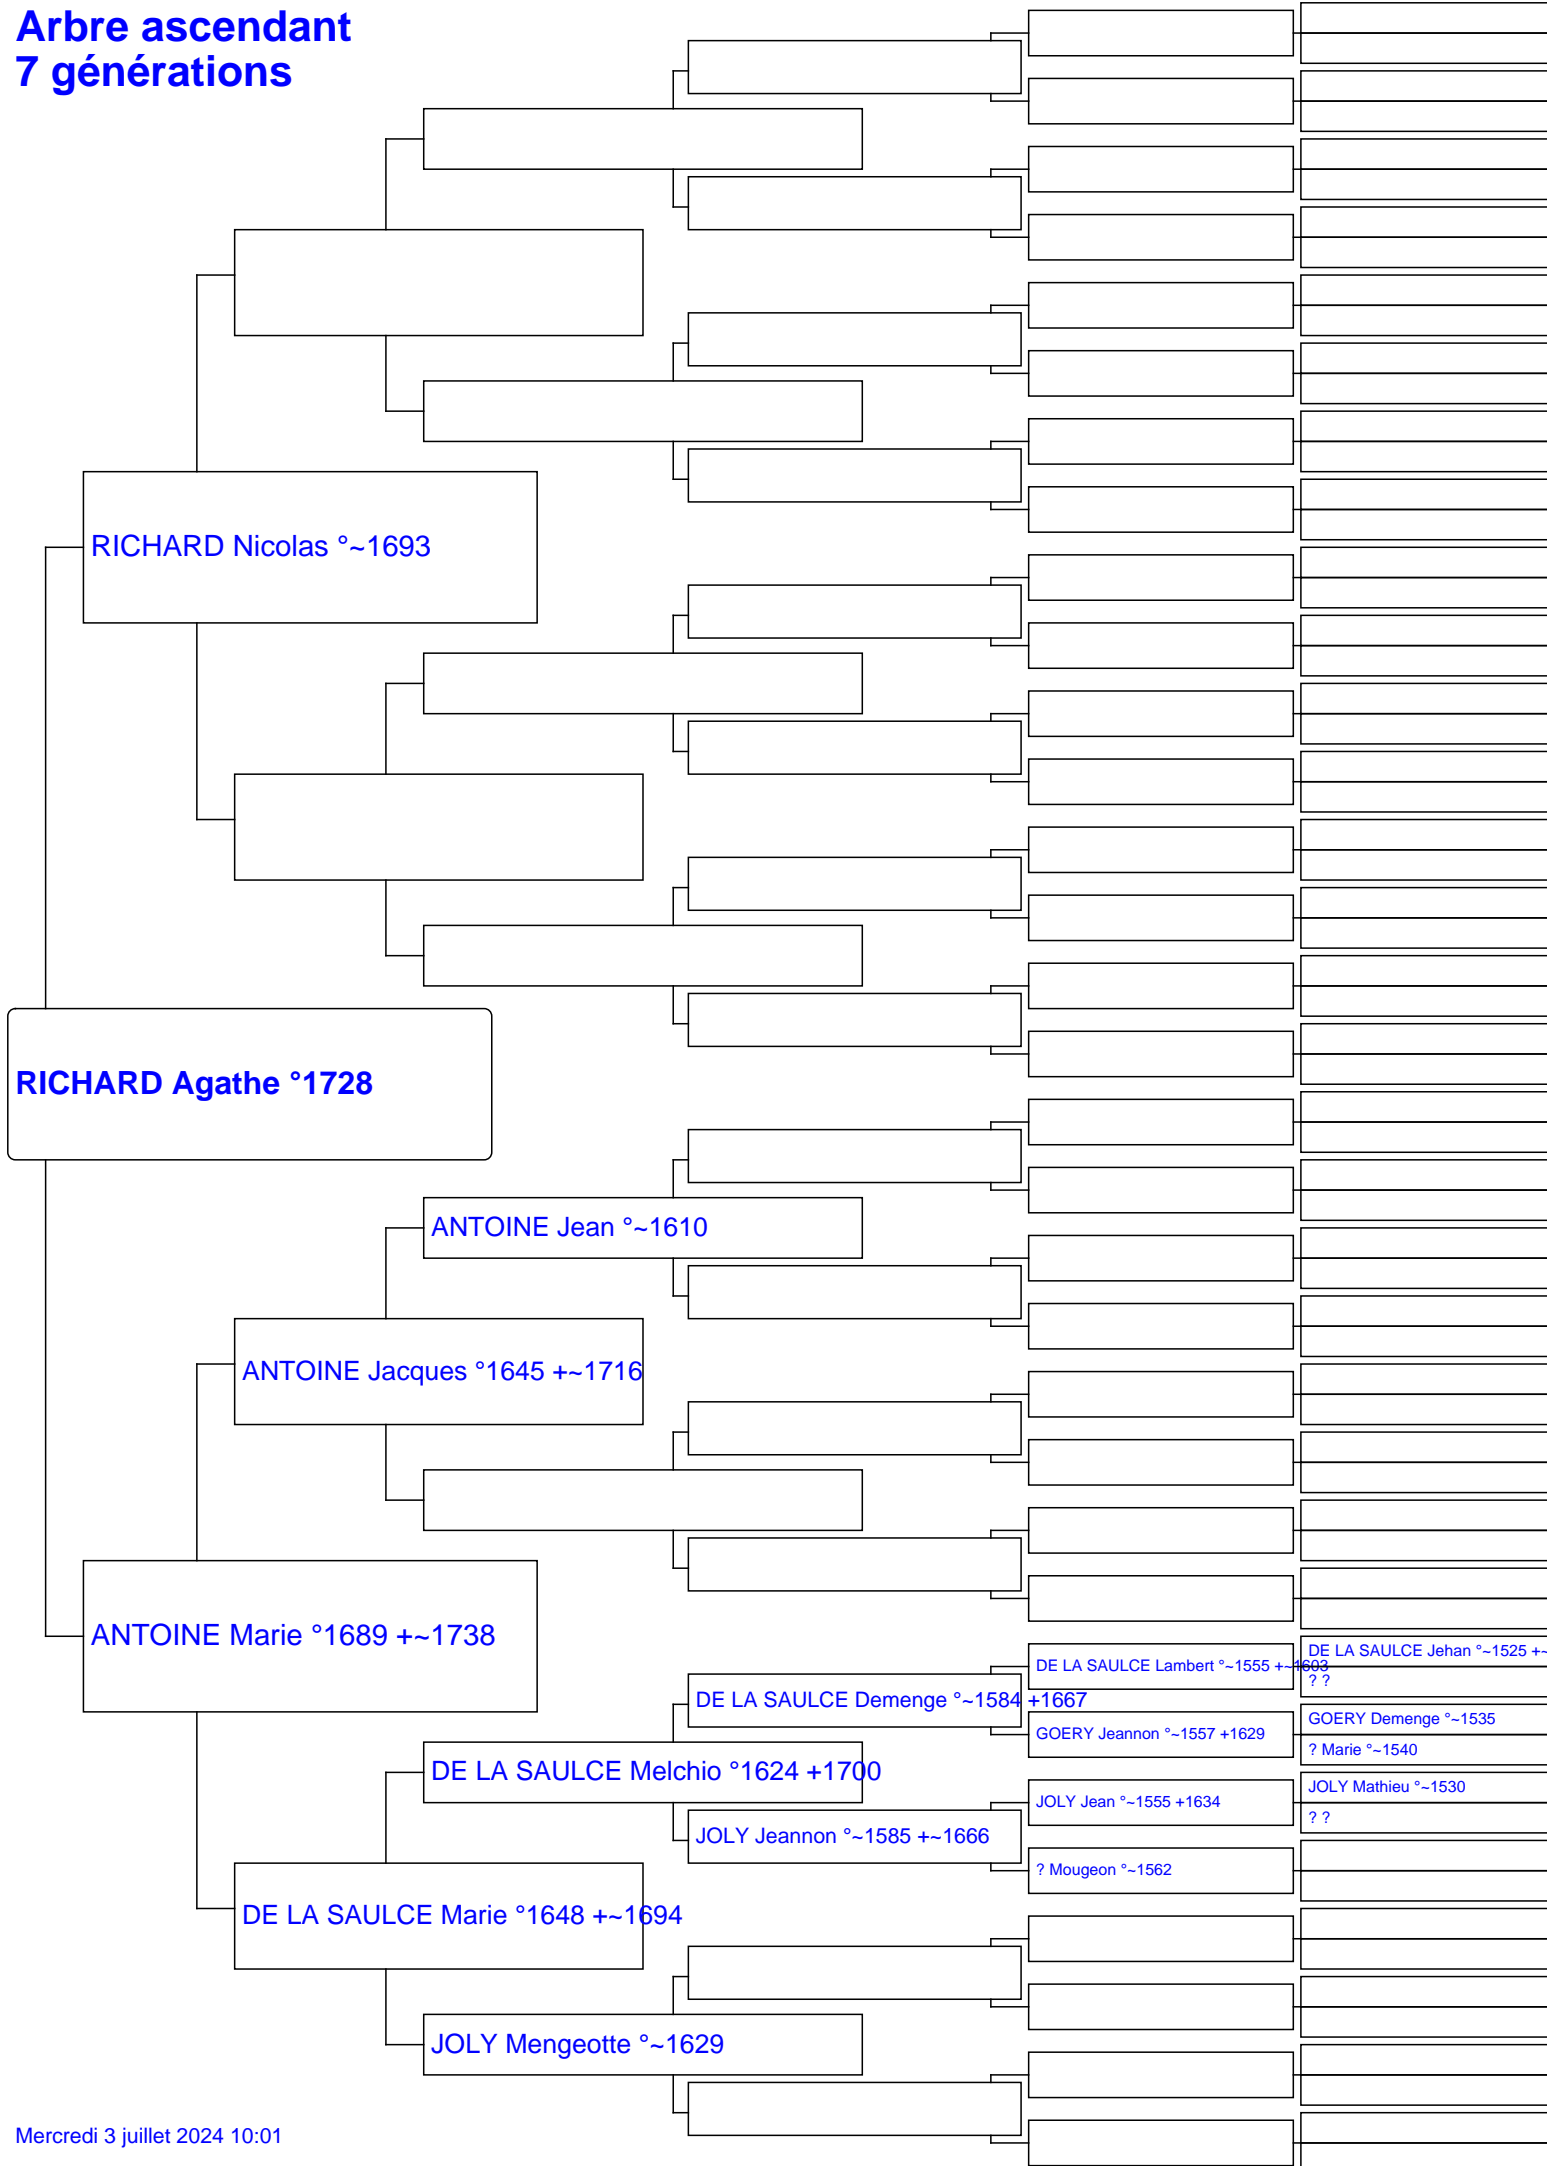 Arbre ascendant
7 générations
RICHARD Nicolas °~1693
RICHARD Agathe °1728
ANTOINE Jean °~1610
ANTOINE Jacques °1645 +~1716
ANTOINE Marie °1689 +~1738
DE LA SAULCE Jehan °~1525 +~
DE LA SAULCE Lambert °~1555 +~1603
? ?
DE LA SAULCE Demenge °~1584 +1667
GOERY Demenge °~1535
GOERY Jeannon °~1557 +1629
? Marie °~1540
DE LA SAULCE Melchio °1624 +1700
JOLY Mathieu °~1530
JOLY Jean °~1555 +1634
? ?
JOLY Jeannon °~1585 +~1666
? Mougeon °~1562
DE LA SAULCE Marie °1648 +~1694
JOLY Mengeotte °~1629
Mercredi 3 juillet 2024 10:01